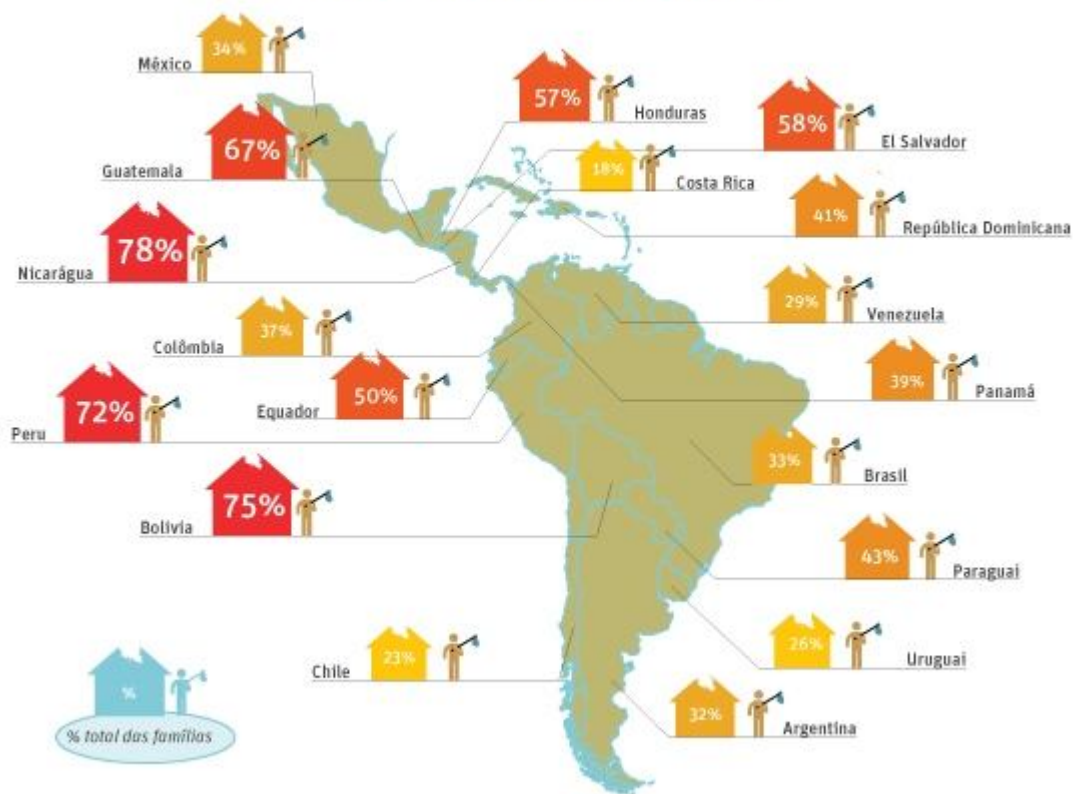 34%
México
57%
Honduras
58%
El Salvador
67%
Guatemala
18%
Costa Rica
41%
República Dominicana
78%
Nicarágua
29%
Venezuela
37%
Colômbia
50%
Equador
39%
Panamá
72%
Peru
33%
Brasil
75%
Bolivia
43%
Paraguai
23%
Chile
26%
Uruguai
32%
Argentina
%
% total das famílias